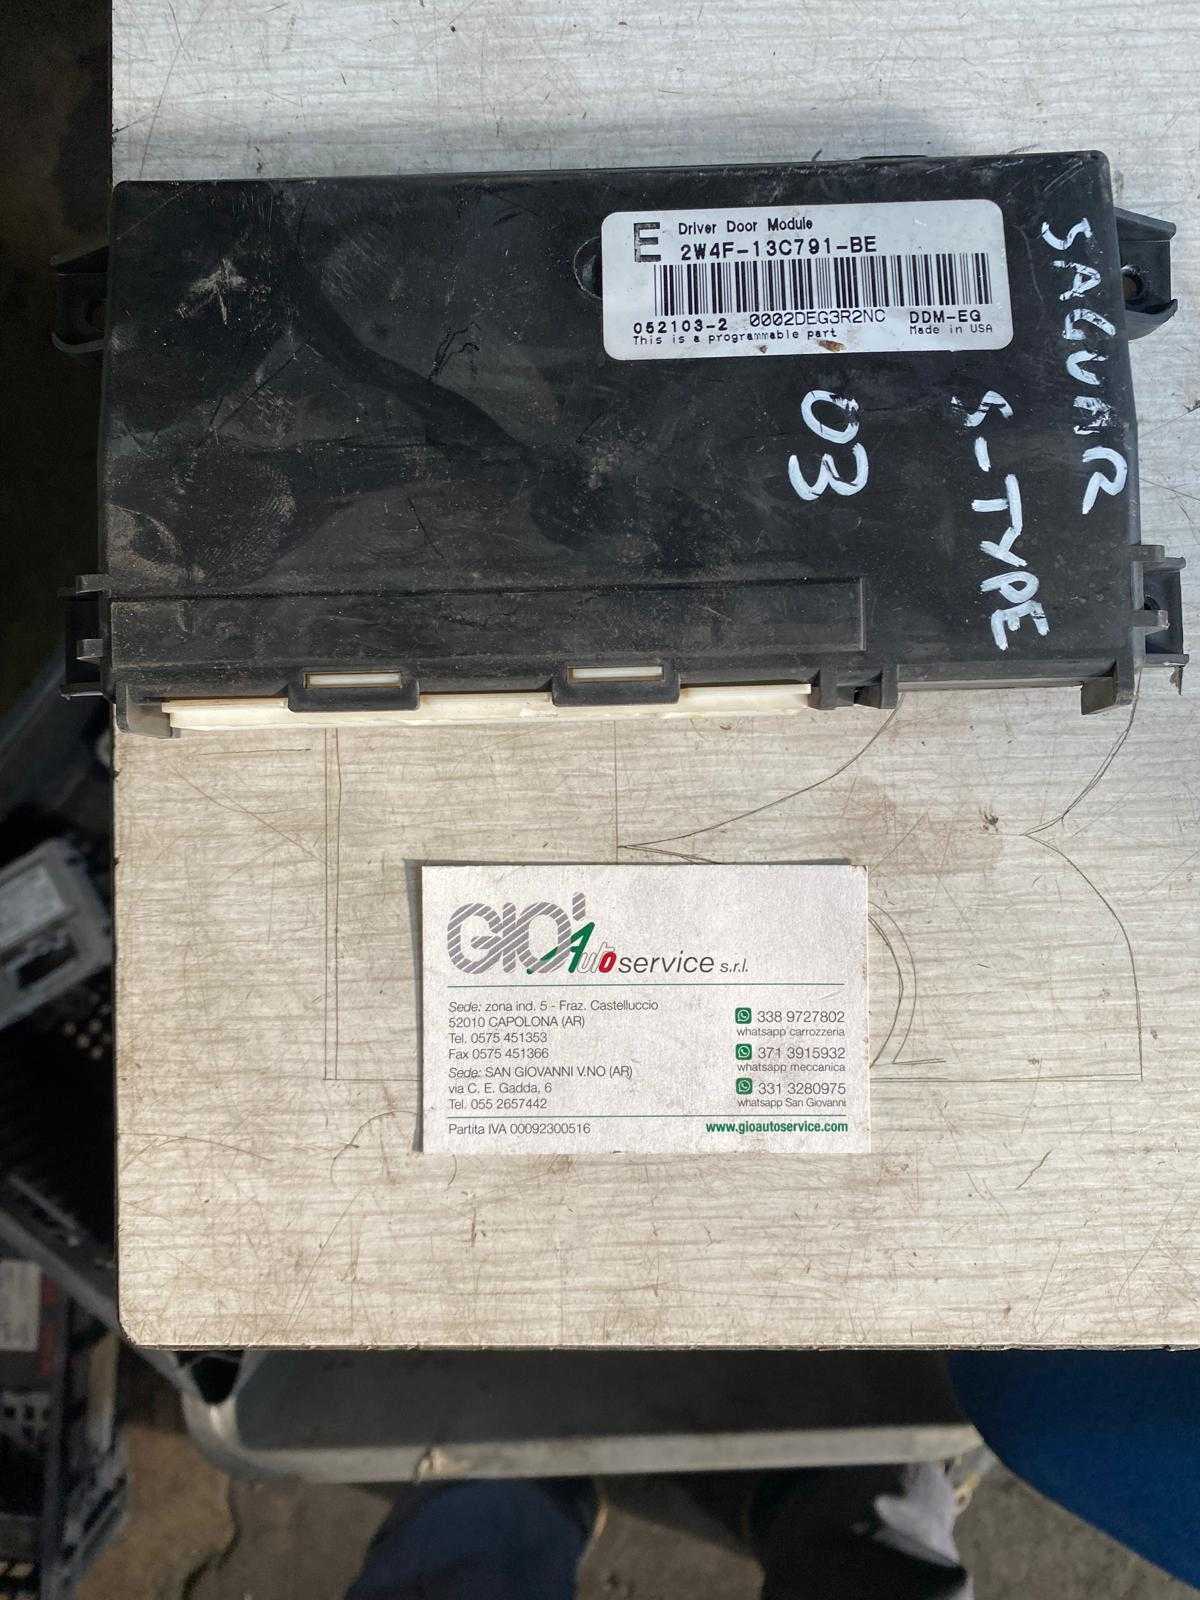 E Driver Door Module
2W4F-13C791-BE
052103-2 0002DEG3R2NC DDM-EG
This is a programmable part Made in USA
JAGUAR
S-TYPE
03
GIO' Auto service s.r.l.
Sede: zona ind. 5 - Fraz. Castelluccio
52010 CAPOLONA (AR)
Tel. 0575 451353
Fax 0575 451366
Sede: SAN GIOVANNI V.NO (AR)
via C. E. Gadda, 6
Tel. 055 2657442
338 9727802
whatsapp carrozzeria
371 3915932
whatsapp meccanica
331 3280975
whatsapp San Giovanni
Partita IVA 00092300516
www.gioautoservice.com